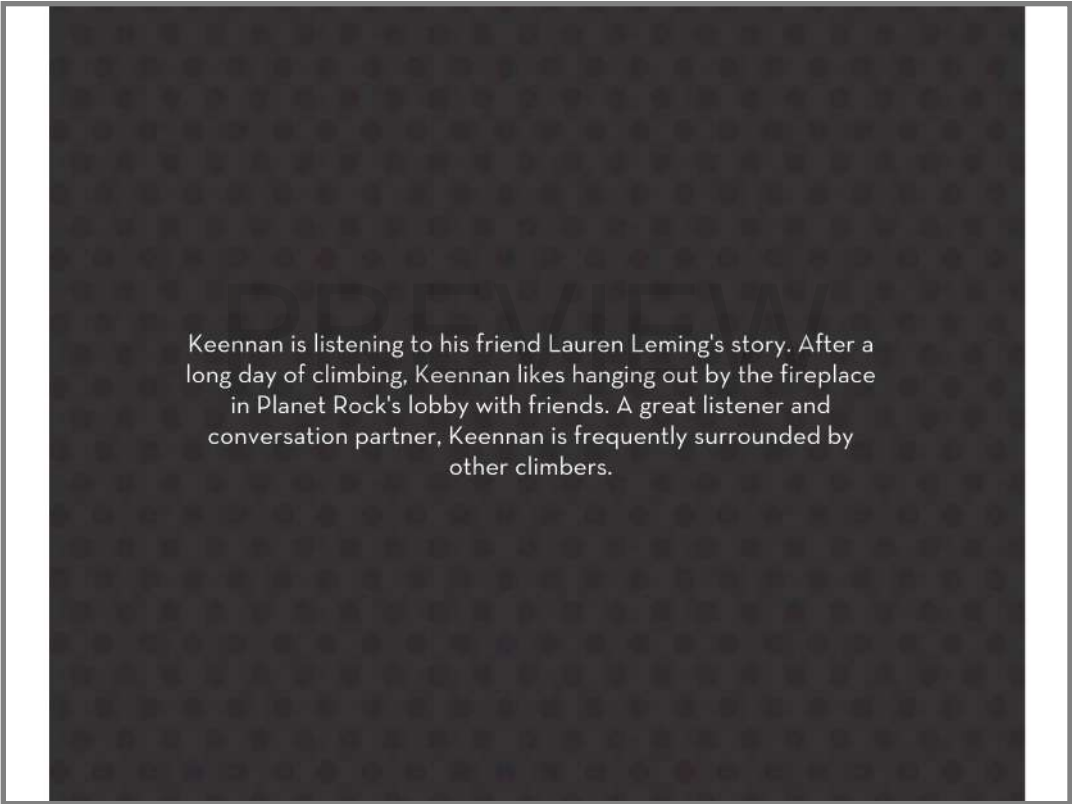 PREVIEW
Keennan is listening to his friend Lauren Leming's story. After a
long day of climbing, Keennan likes hanging out by the fireplace
in Planet Rock's lobby with friends. A great listener and
conversation partner, Keennan is frequently surrounded by
other climbers.